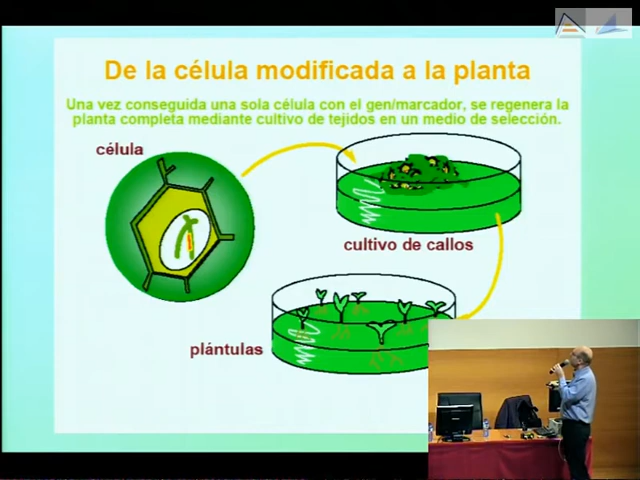 De la célula modificada a la planta
Una vez conseguida una sola célula con el gen/marcador, se regenera la
planta completa mediante cultivo de tejidos en un medio de selección.
célula
cultivo de callos
plántulas